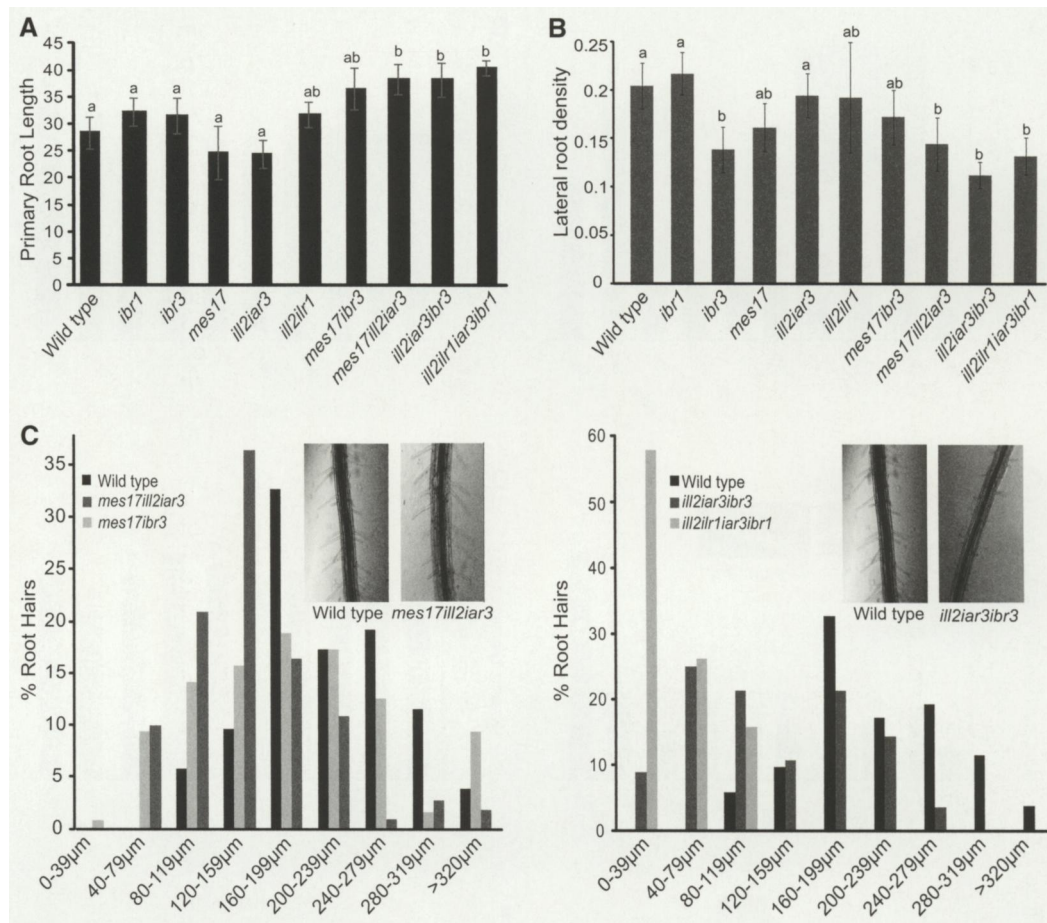 A
Primary Root Length
45
40
35
30
25
20
15
10
5
0
a
a
a
a
a
ab
ab
b
b
b
Wild type
ibr1
ibr3
mes17
ill2iar3
ill2ilr1
mes17ibr3
mes17ill2iar3
ill2iar3ibr3
ill2ilr1iar3ibr1
B
Lateral root density
0.25
0.2
0.15
0.1
0.05
0
a
a
b
ab
a
ab
ab
b
b
b
Wild type
ibr1
ibr3
mes17
ill2iar3
ill2ilr1
mes17ibr3
mes17ill2iar3
ill2iar3ibr3
ill2ilr1iar3ibr1
C
% Root Hairs
35
30
25
20
15
10
5
0
Wild type
mes17ill2iar3
mes17ibr3
Wild type mes17ill2iar3
0-39µm
40-79µm
80-119µm
120-159µm
160-199µm
200-239µm
240-279µm
280-319µm
>320µm
% Root Hairs
60
50
40
30
20
10
0
Wild type
ill2iar3ibr3
ill2ilr1iar3ibr1
Wild type ill2iar3ibr3
0-39µm
40-79µm
80-119µm
120-159µm
160-199µm
200-239µm
240-279µm
280-319µm
>320µm